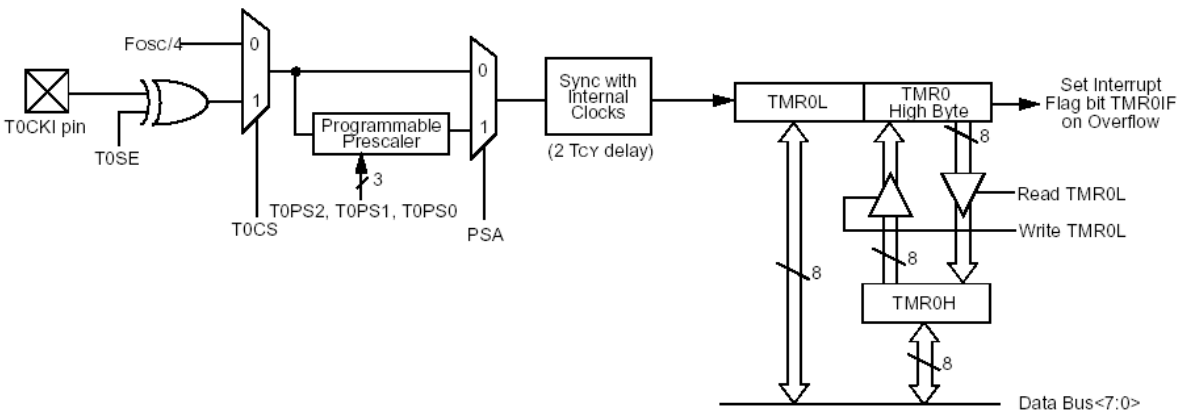 Fosc/4
0
1
T0CKI pin
T0SE
T0CS
Programmable
Prescaler
3
T0PS2, T0PS1, T0PS0
0
1
PSA
Sync with
Internal
Clocks
(2 TCY delay)
TMR0L
TMR0
High Byte
Set Interrupt
Flag bit TMR0IF
on Overflow
8
Read TMR0L
Write TMR0L
8
8
TMR0H
8
Data Bus<7:0>